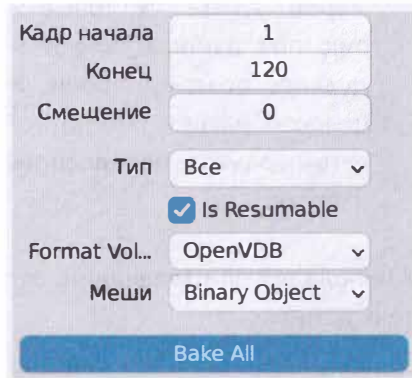 Кадр начала 1
Конец 120
Смещение 0
Тип Все
Is Resumable
Format Vol... OpenVDB
Меши Binary Object
Bake All